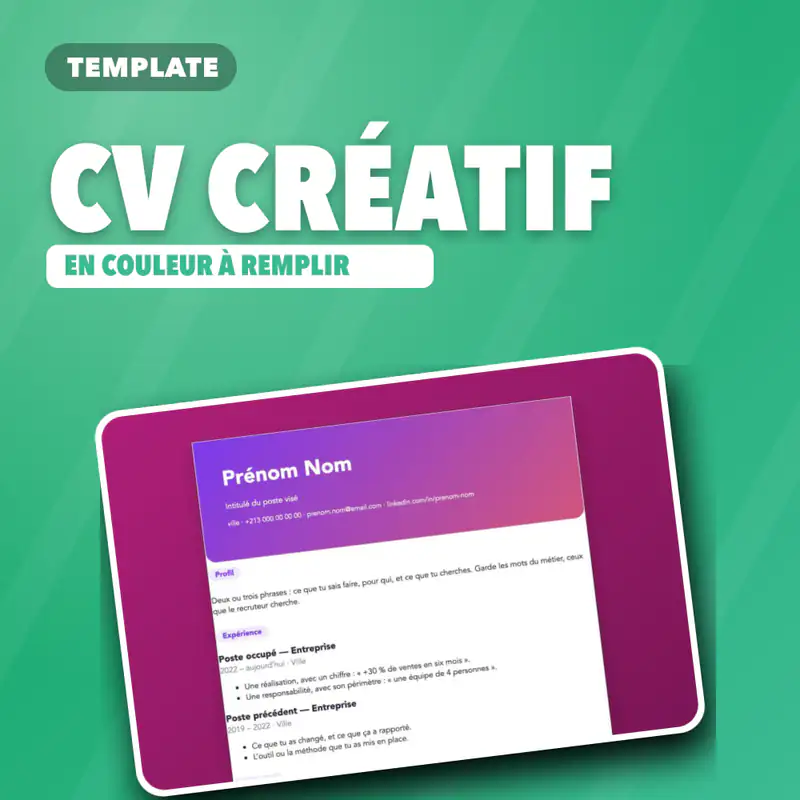 TEMPLATE
CV CRÉATIF
EN COULEUR À REMPLIR
Prénom Nom
Intitulé du poste visé
ville · +213 000 00 00 00 · prenom.nom@email.com · linkedin.com/in/prenom-nom
Profil
Deux ou trois phrases : ce que tu sais faire, pour qui, et ce que tu cherches. Garde les mots du métier, ceux
que le recruteur cherche.
Expérience
Poste occupé — Entreprise
2022 – aujourd'hui · Ville
• Une réalisation, avec un chiffre : « +30 % de ventes en six mois ».
• Une responsabilité, avec son périmètre : « une équipe de 4 personnes ».
Poste précédent — Entreprise
2019 – 2022 · Ville
• Ce que tu as changé, et ce que ça a rapporté.
• L'outil ou la méthode que tu as mis en place.